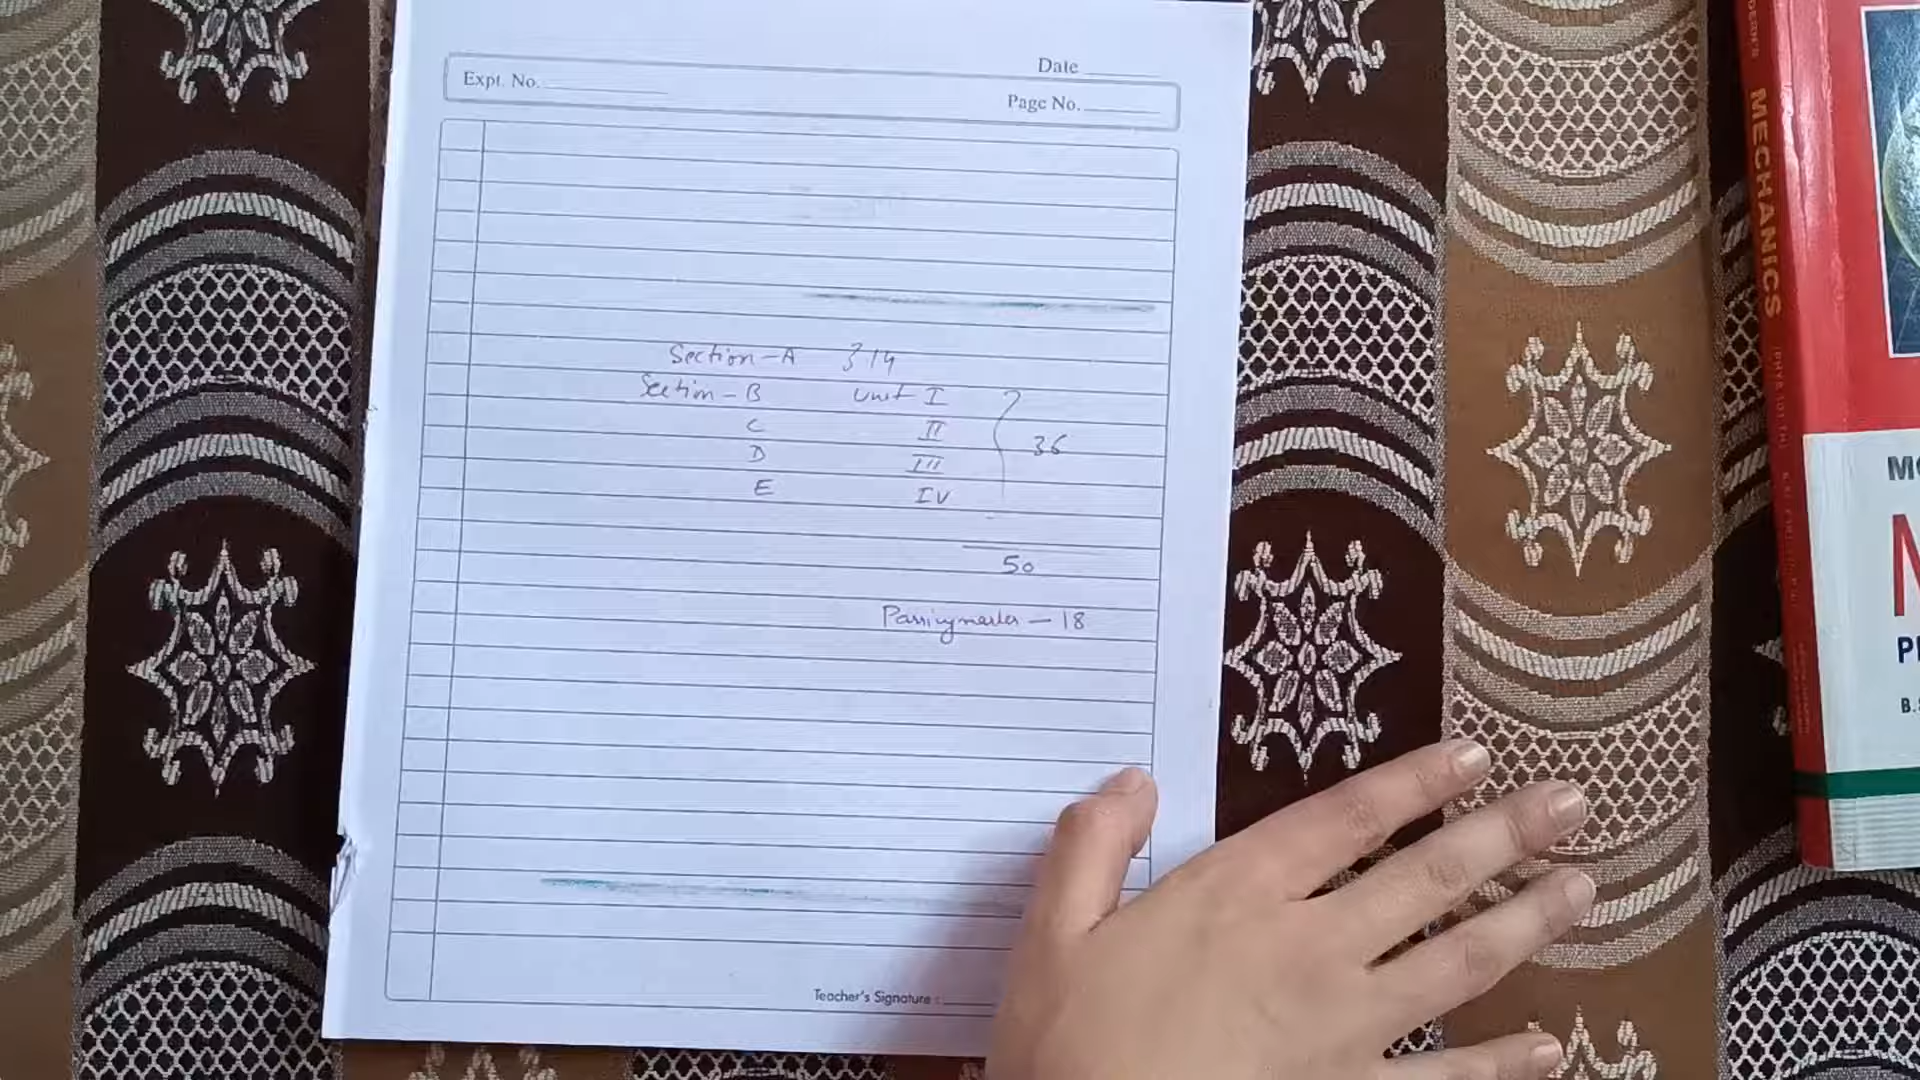 Date
Expt. No.
Page No.
Section-A } 14
Section-B Unit I
C II
D III
E IV
} 36
50
Passing marks - 18
Teacher's Signature :
MECHANICS
B.S